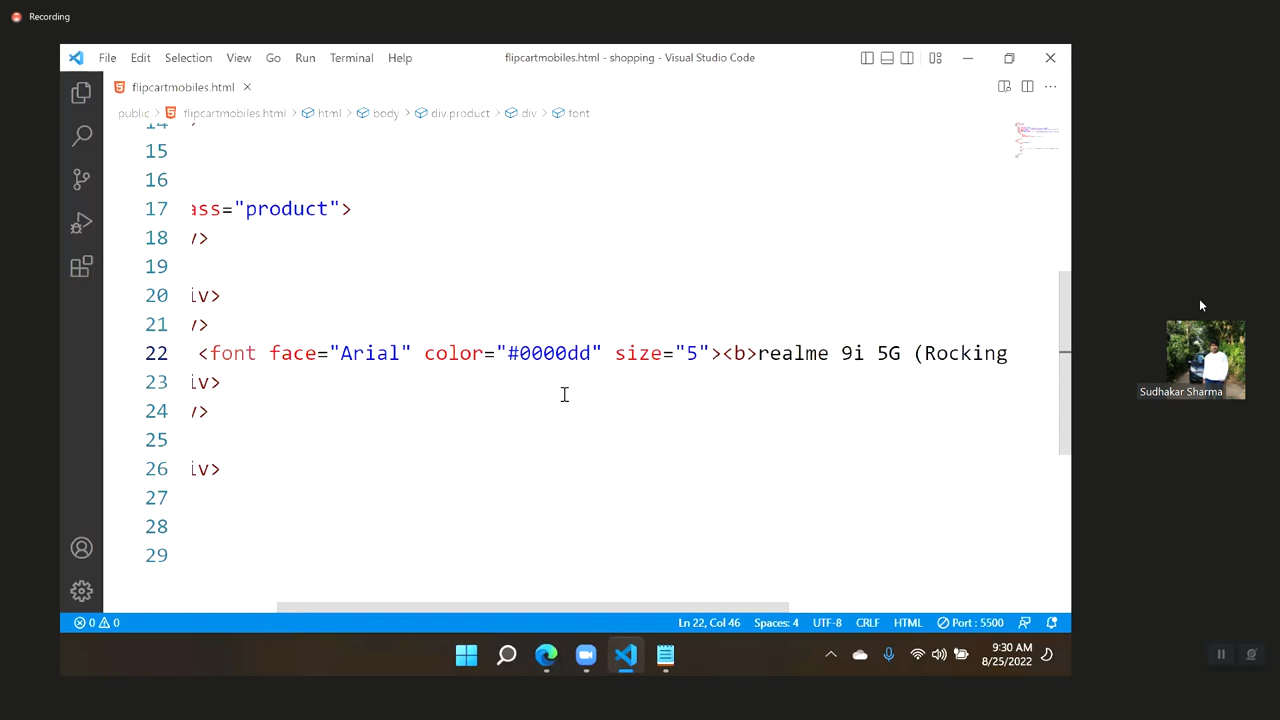 Recording
File Edit Selection View Go Run Terminal Help flipcartmobiles.html - shopping - Visual Studio Code
flipcartmobiles.html
public > flipcartmobiles.html > html > body > div.product > div > font
14 >
15
16
17 ass="product">
18 />
19
20 iv>
21 />
22 <font face="Arial" color="#0000dd" size="5"><b>realme 9i 5G (Rocking
23 iv>
24 />
25
26 iv>
27
28
29
Sudhakar Sharma
0 0 Ln 22, Col 46 Spaces: 4 UTF-8 CRLF HTML Port : 5500
9:30 AM
8/25/2022